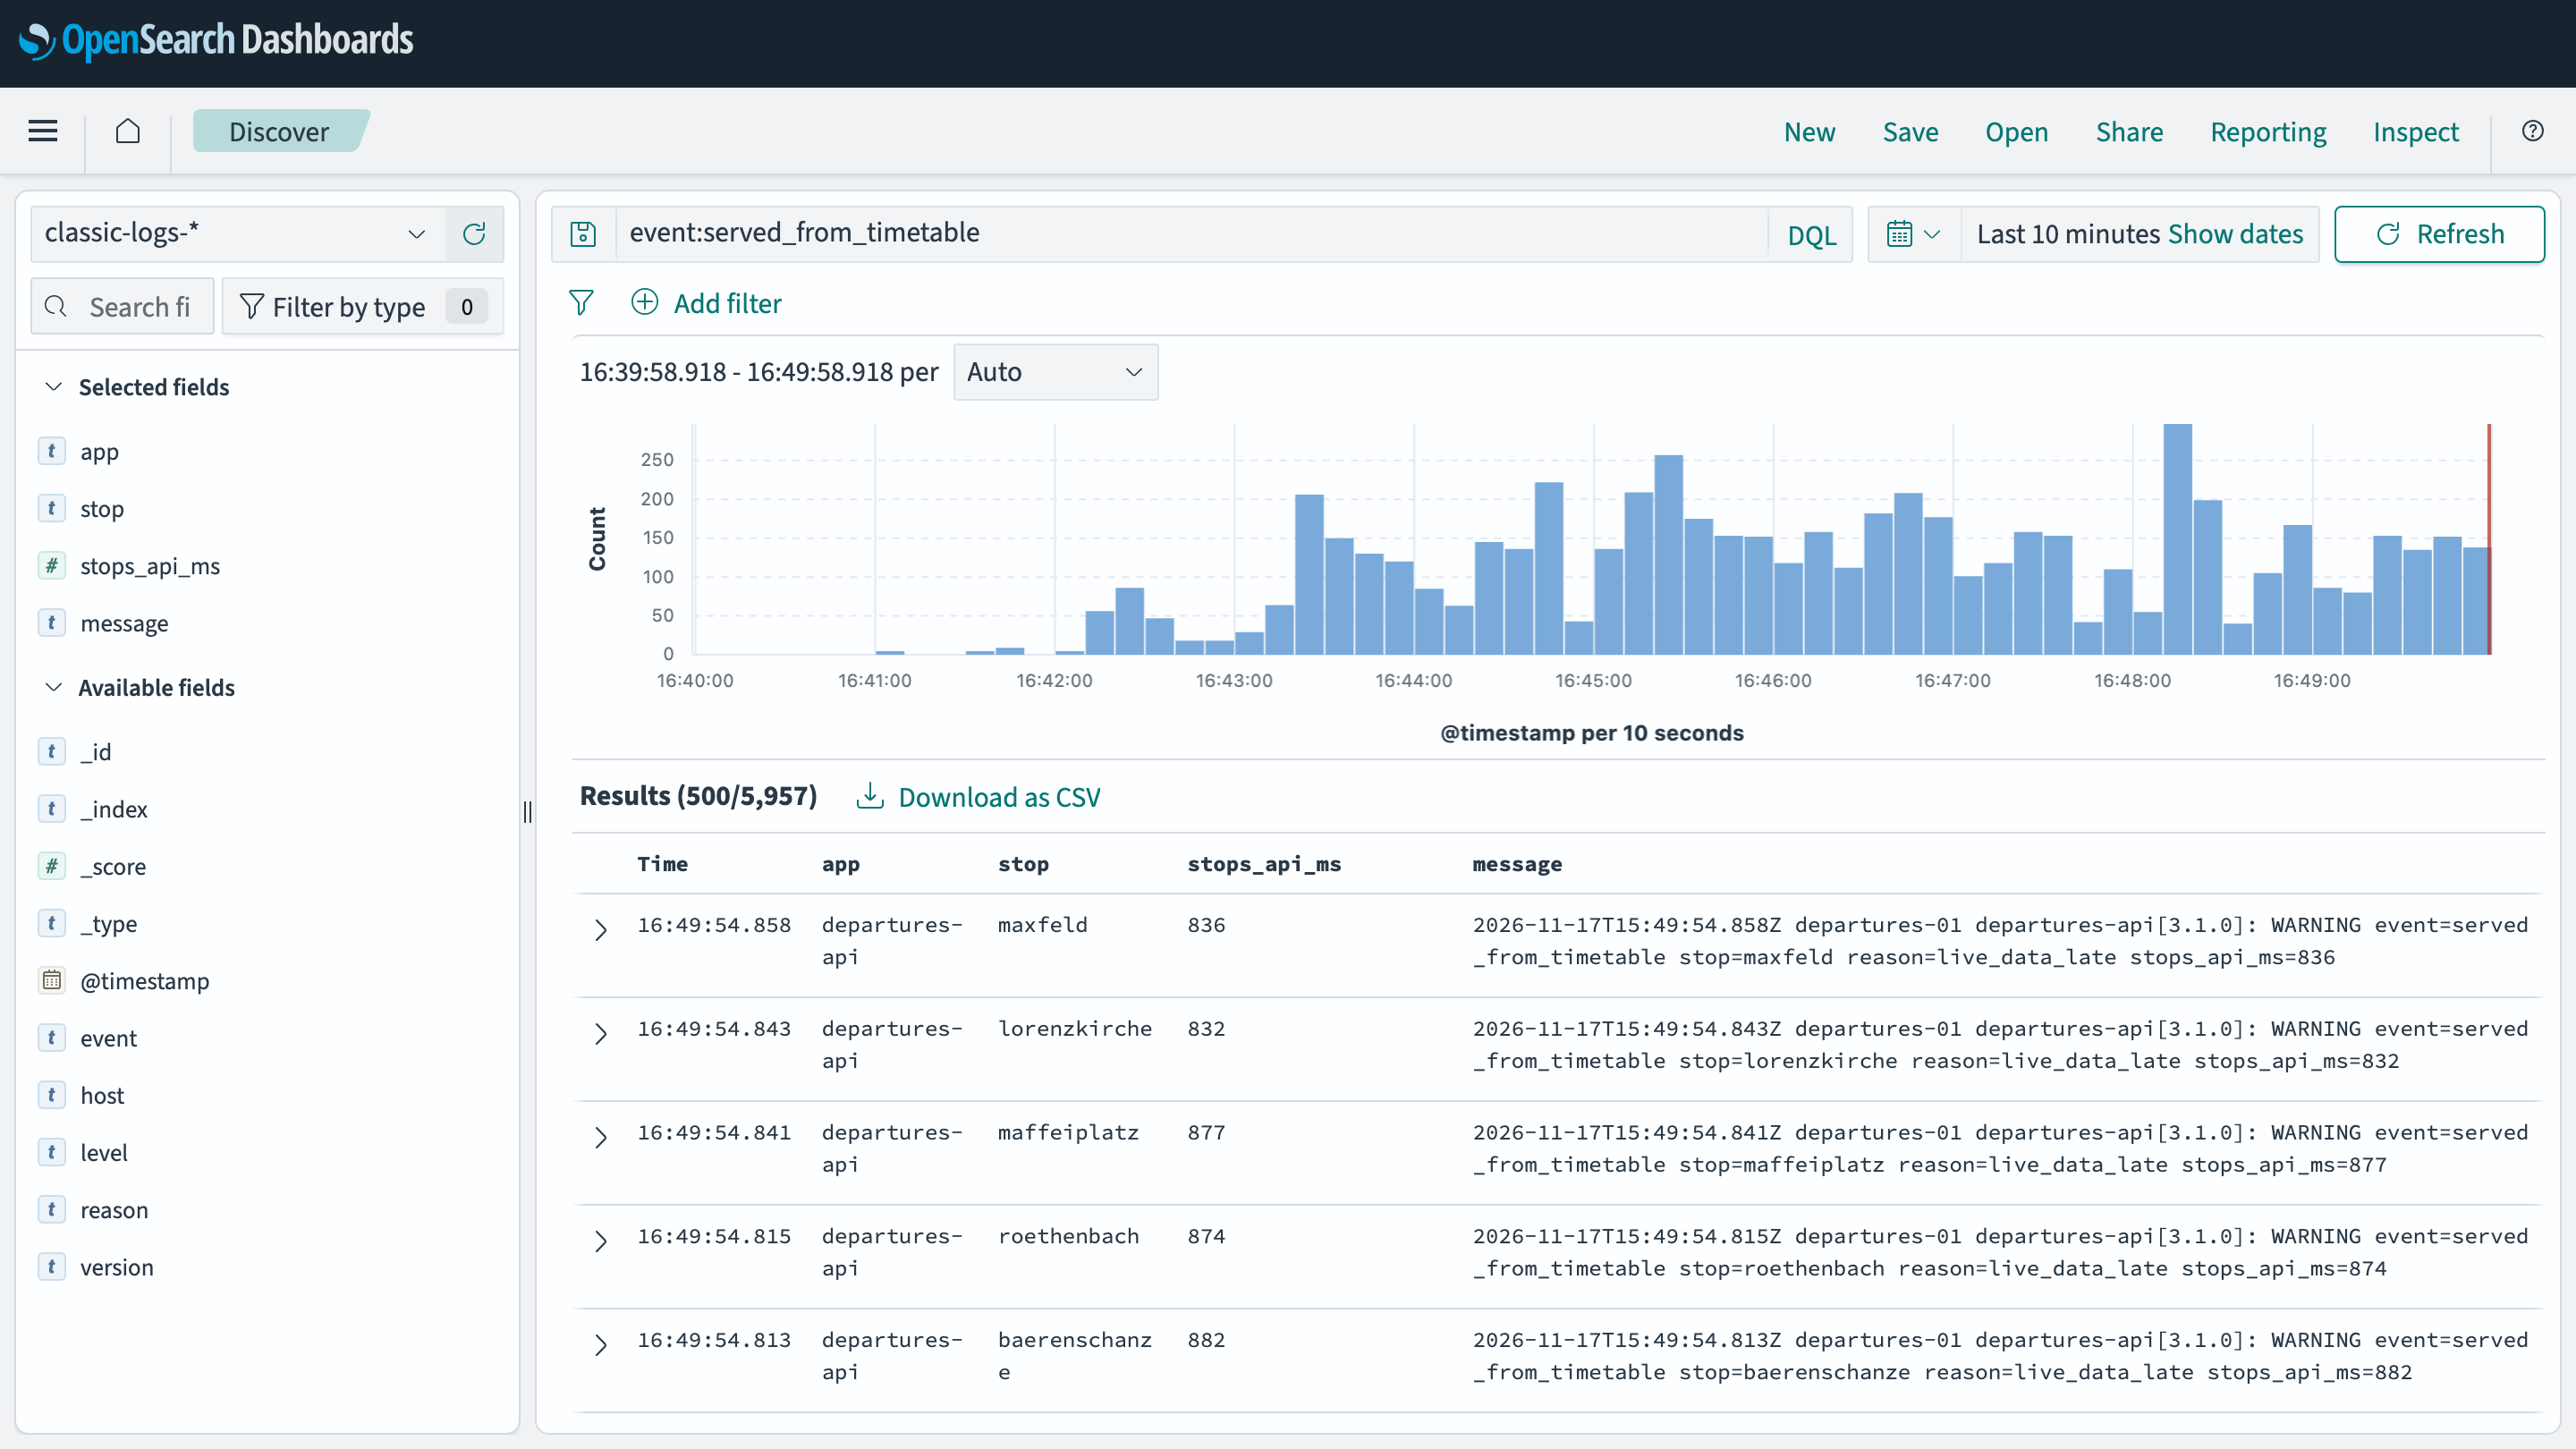 OpenSearch Dashboards
Discover
New Save Open Share Reporting Inspect
classic-logs-*
event:served_from_timetable
DQL
Last 10 minutes Show dates
Refresh
Search fi
Filter by type 0
Add filter
Selected fields
t app
t stop
# stops_api_ms
t message
Available fields
t _id
t _index
# _score
t _type
@timestamp
t event
t host
t level
t reason
t version
16:39:58.918 - 16:49:58.918 per Auto
Count
250
200
150
100
50
0
16:40:00 16:41:00 16:42:00 16:43:00 16:44:00 16:45:00 16:46:00 16:47:00 16:48:00 16:49:00
@timestamp per 10 seconds
Results (500/5,957) Download as CSV
Time app stop stops_api_ms message
16:49:54.858 departures- maxfeld 836 2026-11-17T15:49:54.858Z departures-01 departures-api[3.1.0]: WARNING event=served
api _from_timetable stop=maxfeld reason=live_data_late stops_api_ms=836
16:49:54.843 departures- lorenzkirche 832 2026-11-17T15:49:54.843Z departures-01 departures-api[3.1.0]: WARNING event=served
api _from_timetable stop=lorenzkirche reason=live_data_late stops_api_ms=832
16:49:54.841 departures- maffeiplatz 877 2026-11-17T15:49:54.841Z departures-01 departures-api[3.1.0]: WARNING event=served
api _from_timetable stop=maffeiplatz reason=live_data_late stops_api_ms=877
16:49:54.815 departures- roethenbach 874 2026-11-17T15:49:54.815Z departures-01 departures-api[3.1.0]: WARNING event=served
api _from_timetable stop=roethenbach reason=live_data_late stops_api_ms=874
16:49:54.813 departures- baerenschanz 882 2026-11-17T15:49:54.813Z departures-01 departures-api[3.1.0]: WARNING event=served
api e _from_timetable stop=baerenschanze reason=live_data_late stops_api_ms=882